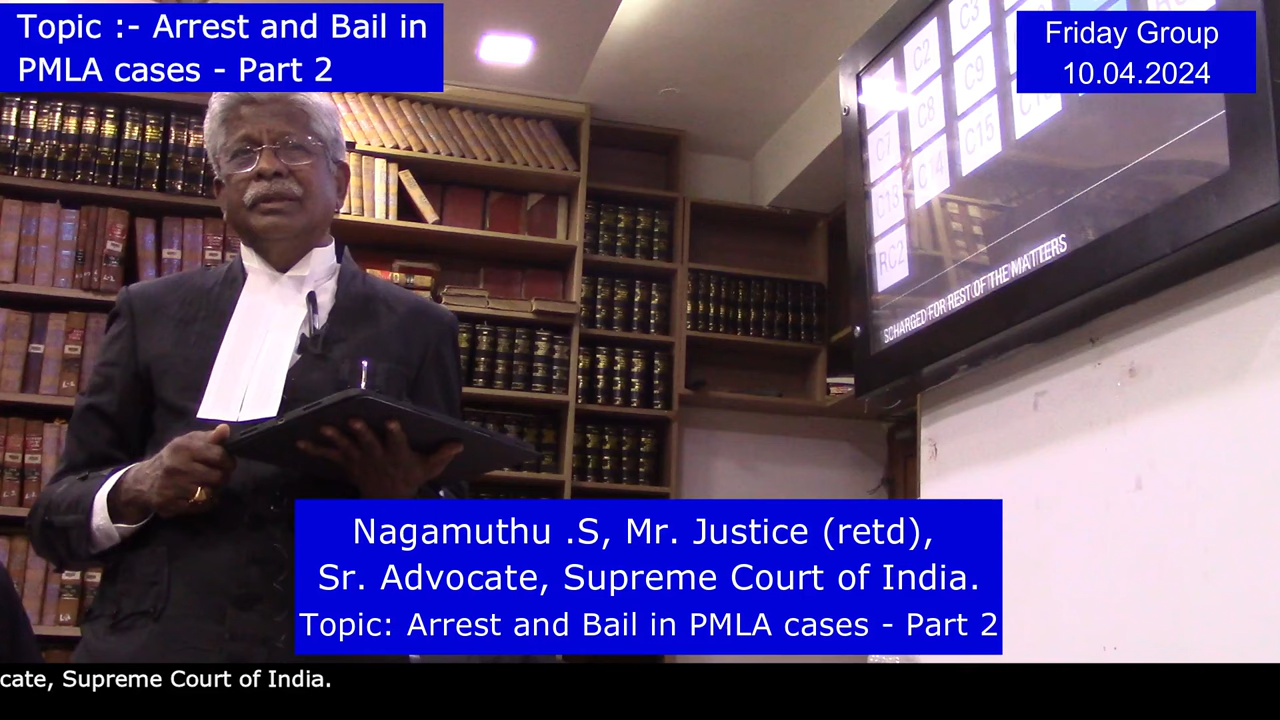 Topic :- Arrest and Bail in
PMLA cases - Part 2
Friday Group
10.04.2024
C3
C2
C9
C8
C7
C15
C14
C13
RC2
SCHARGED FOR REST OF THE MATTERS
Nagamuthu .S, Mr. Justice (retd),
Sr. Advocate, Supreme Court of India.
Topic: Arrest and Bail in PMLA cases - Part 2
cate, Supreme Court of India.